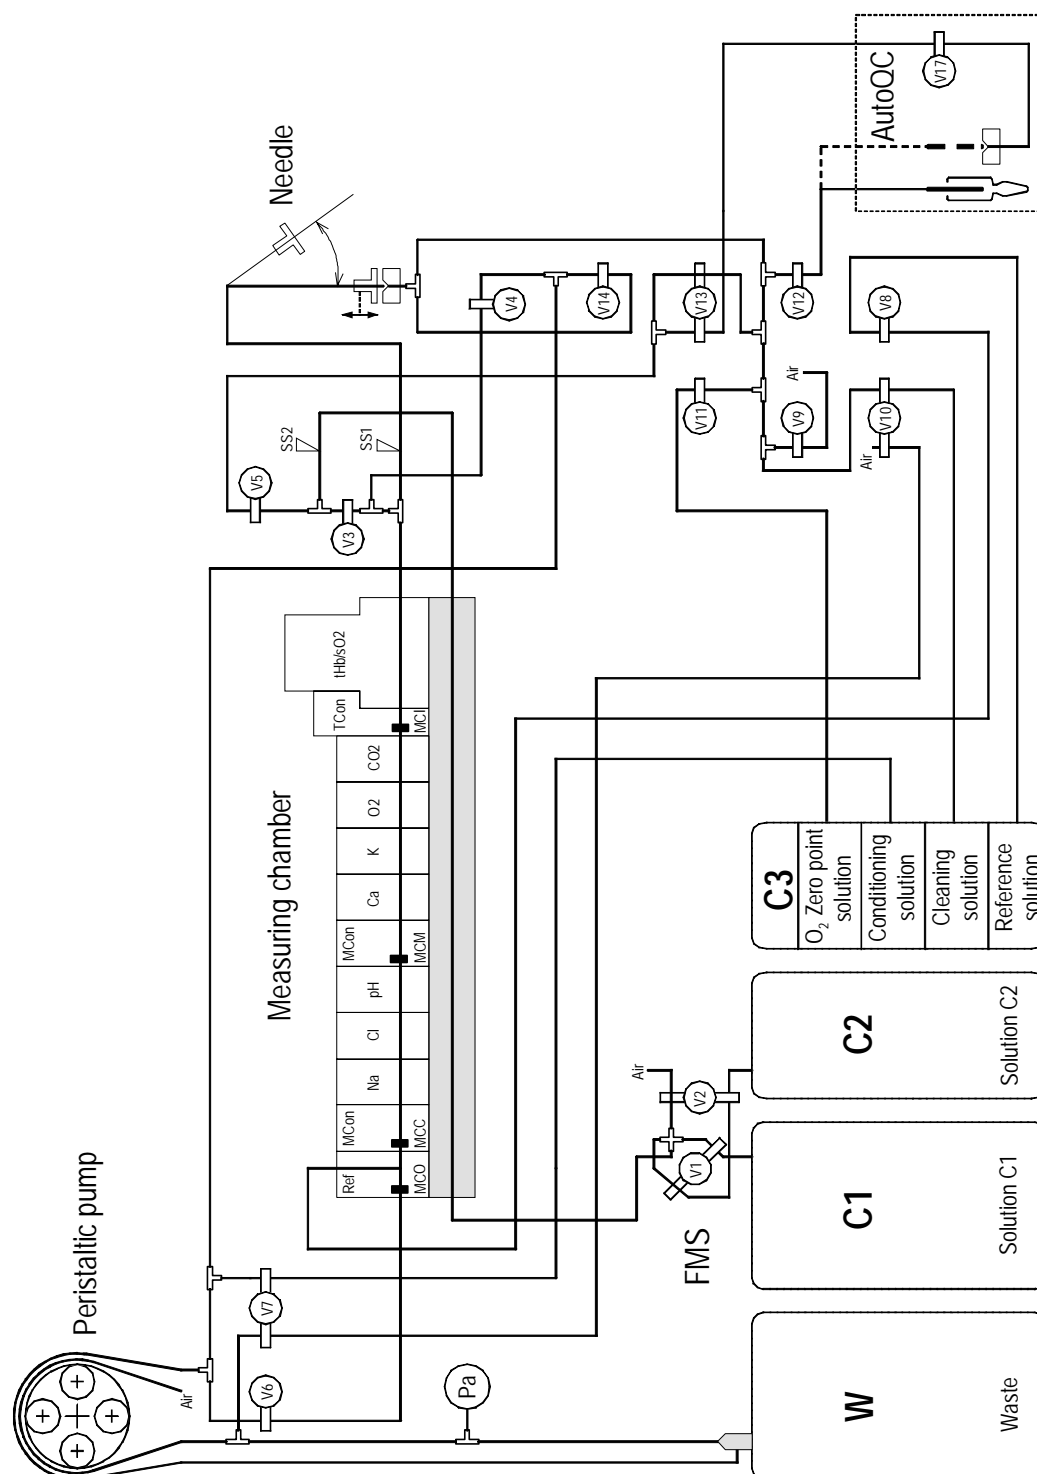 Needle
AutoQC
V17
V4
V14
V13
V12
V8
SS2
SS1
V11
Air
V9
V10
Air
V5
V3
tHb/sO2
TCon
MCI
CO2
O2
K
Ca
MCon
MCM
pH
Cl
Na
MCon
MCC
Ref
MCO
Measuring chamber
C3
O2 Zero point
solution
Conditioning
solution
Cleaning
solution
Reference
solution
C2
Solution C2
Air
V2
V1
FMS
C1
Solution C1
Peristaltic pump
Air
V7
V6
Pa
W
Waste